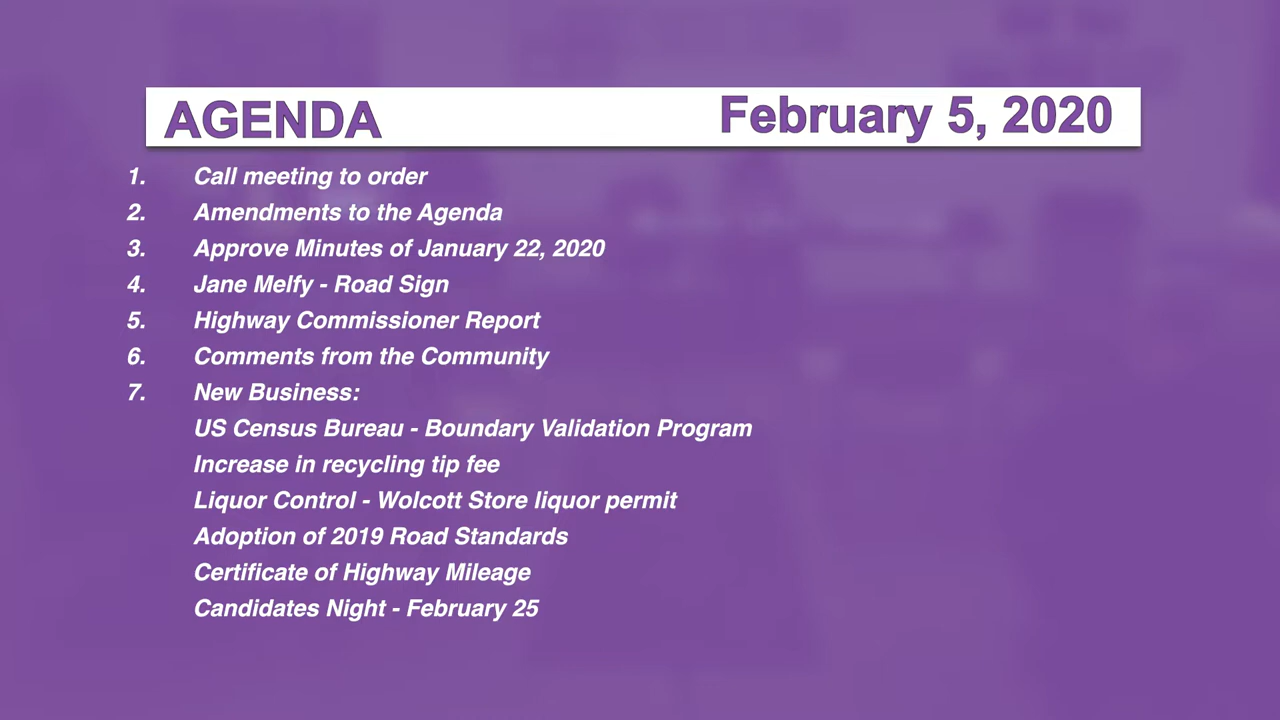 AGENDA February 5, 2020
1. Call meeting to order
2. Amendments to the Agenda
3. Approve Minutes of January 22, 2020
4. Jane Melfy - Road Sign
5. Highway Commissioner Report
6. Comments from the Community
7. New Business:
US Census Bureau - Boundary Validation Program
Increase in recycling tip fee
Liquor Control - Wolcott Store liquor permit
Adoption of 2019 Road Standards
Certificate of Highway Mileage
Candidates Night - February 25